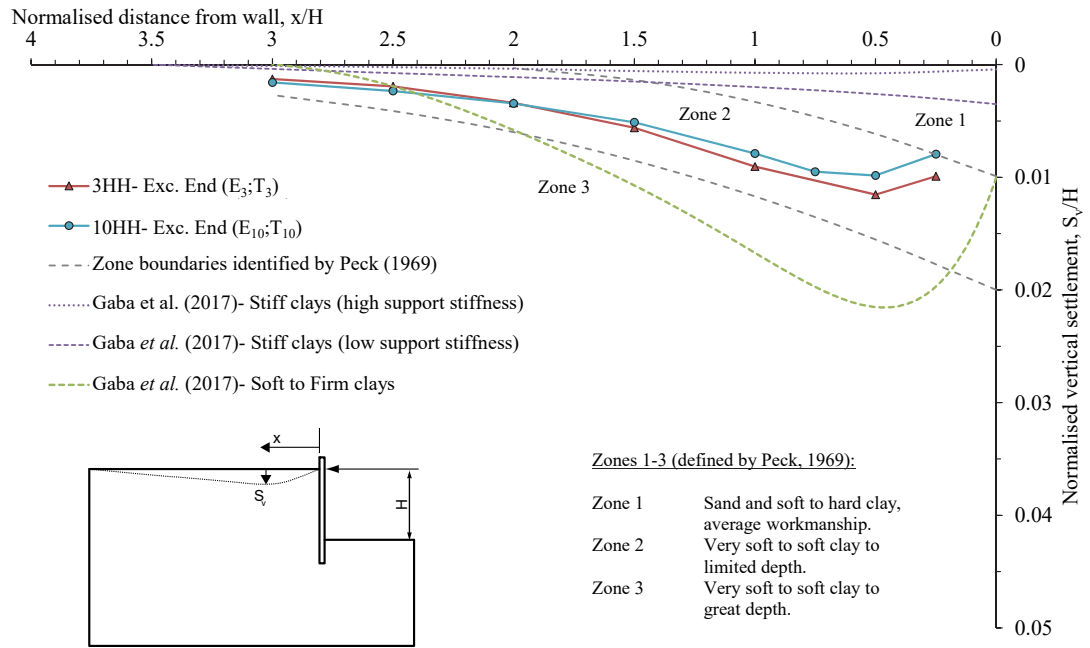 Normalised distance from wall, x/H
4 3.5 3 2.5 2 1.5 1 0.5 0
0
0.01
0.02
0.03
0.04
0.05
Normalised vertical settlement, Sv/H
Zone 1
Zone 2
Zone 3
3HH- Exc. End (E3;T3)
10HH- Exc. End (E10;T10)
Zone boundaries identified by Peck (1969)
Gaba et al. (2017)- Stiff clays (high support stiffness)
Gaba et al. (2017)- Stiff clays (low support stiffness)
Gaba et al. (2017)- Soft to Firm clays
x
Sv
H
Zones 1-3 (defined by Peck, 1969):
Zone 1 Sand and soft to hard clay,
average workmanship.
Zone 2 Very soft to soft clay to
limited depth.
Zone 3 Very soft to soft clay to
great depth.